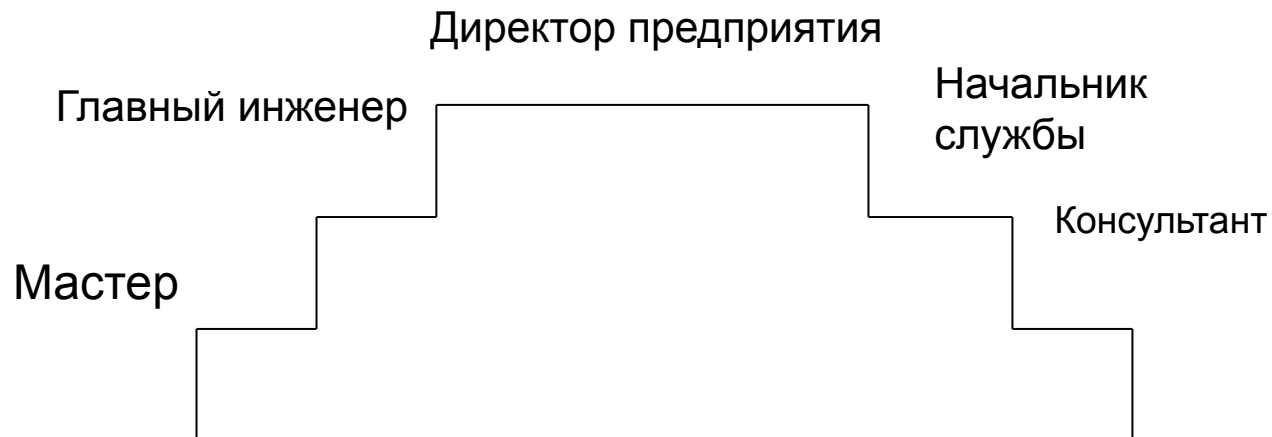 Директор предприятия
Главный инженер
Начальник
службы
Консультант
Мастер